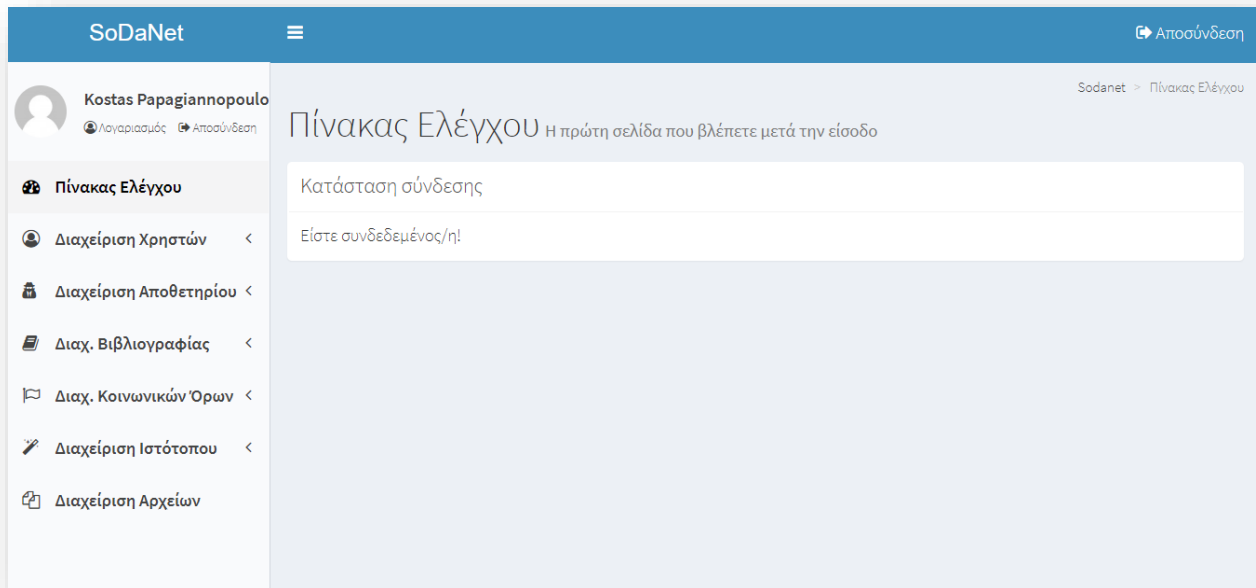 SoDaNet
Αποσύνδεση
Kostas Papagiannopoulo
Λογαριασμός Αποσύνδεση
Πίνακας Ελέγχου
Διαχείριση Χρηστών
Διαχείριση Αποθετηρίου
Διαχ. Βιβλιογραφίας
Διαχ. Κοινωνικών Όρων
Διαχείριση Ιστότοπου
Διαχείριση Αρχείων
Sodanet > Πίνακας Ελέγχου
Πίνακας Ελέγχου Η πρώτη σελίδα που βλέπετε μετά την είσοδο
Κατάσταση σύνδεσης
Είστε συνδεδεμένος/η!